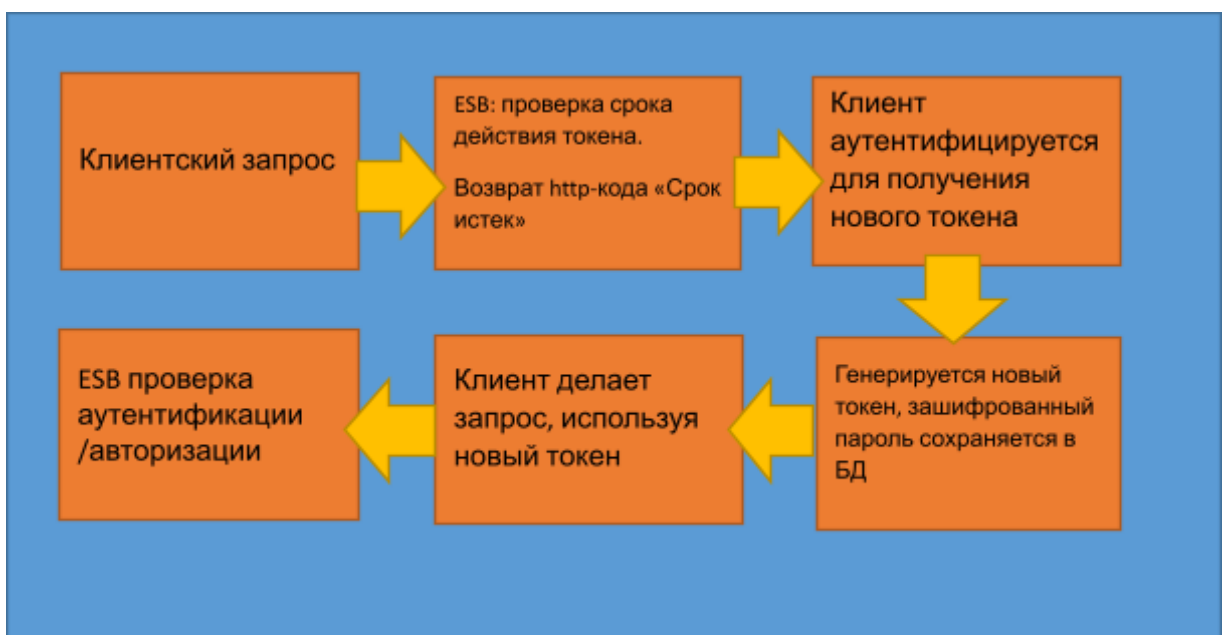 Клиентский запрос
ESB: проверка срока
действия токена.
Возврат http-кода «Срок
истек»
Клиент
аутентифицируется
для получения
нового токена
Генерируется новый
токен, зашифрованный
пароль сохраняется в
БД
Клиент делает
запрос, используя
новый токен
ESB проверка
аутентификации
/авторизации